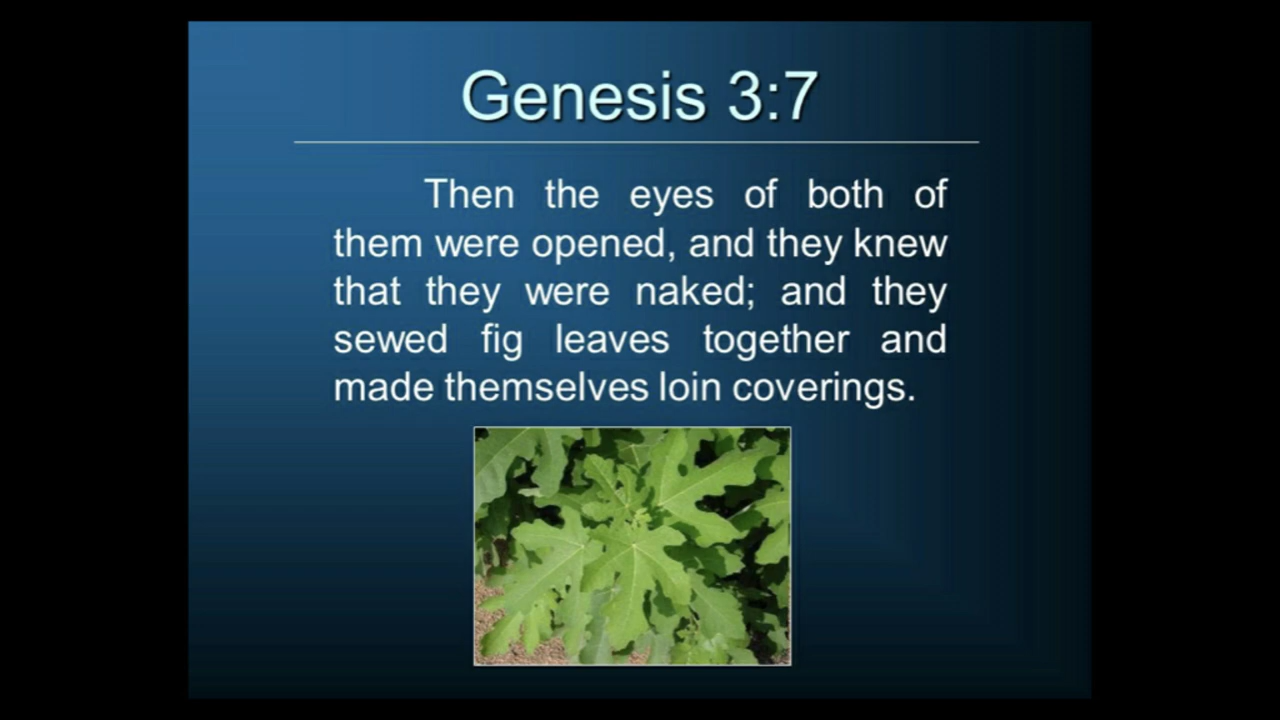 Genesis 3:7
Then the eyes of both of
them were opened, and they knew
that they were naked; and they
sewed fig leaves together and
made themselves loin coverings.